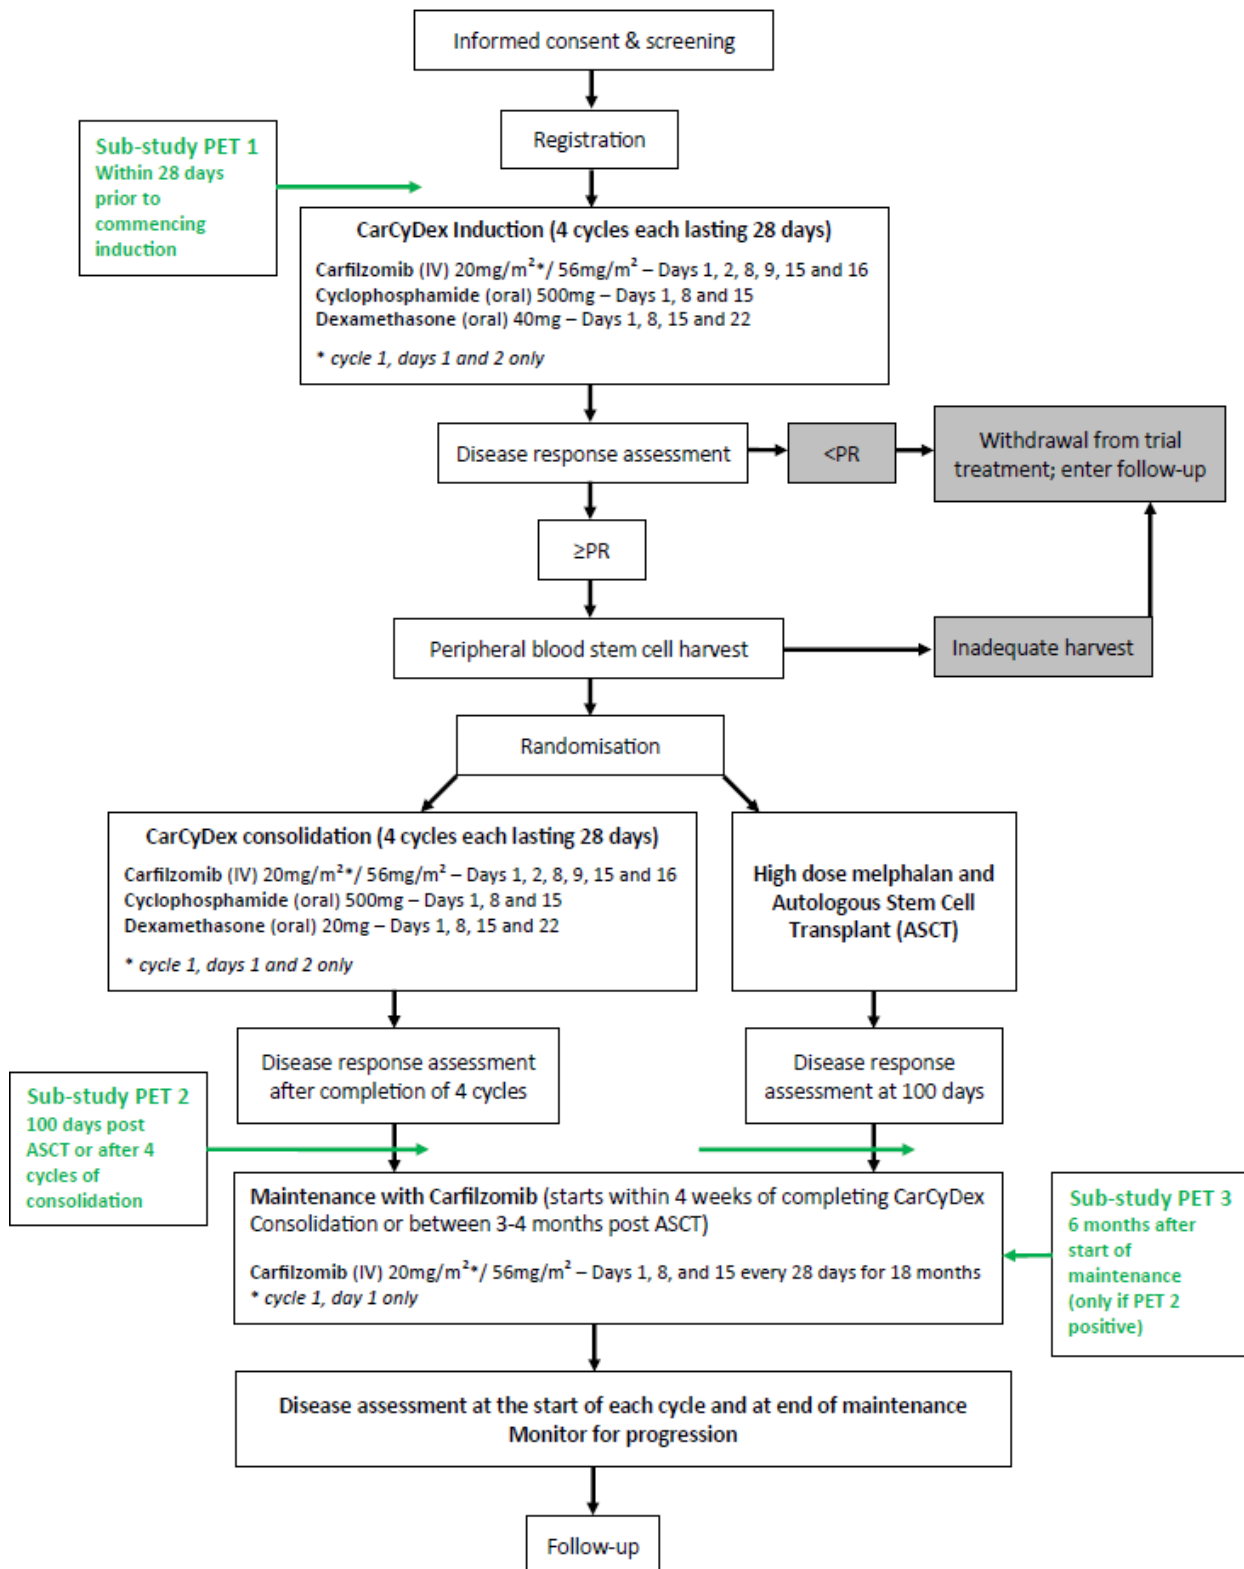 Informed consent & screening
Registration
Sub-study PET 1
Within 28 days
prior to
commencing
induction
CarCyDex Induction (4 cycles each lasting 28 days)
Carfilzomib (IV) 20mg/m²*/ 56mg/m² – Days 1, 2, 8, 9, 15 and 16
Cyclophosphamide (oral) 500mg – Days 1, 8 and 15
Dexamethasone (oral) 40mg – Days 1, 8, 15 and 22
* cycle 1, days 1 and 2 only
Disease response assessment
<PR
Withdrawal from trial
treatment; enter follow-up
≥PR
Peripheral blood stem cell harvest
Inadequate harvest
Randomisation
CarCyDex consolidation (4 cycles each lasting 28 days)
Carfilzomib (IV) 20mg/m²*/ 56mg/m² – Days 1, 2, 8, 9, 15 and 16
Cyclophosphamide (oral) 500mg – Days 1, 8 and 15
Dexamethasone (oral) 20mg – Days 1, 8, 15 and 22
* cycle 1, days 1 and 2 only
High dose melphalan and
Autologous Stem Cell
Transplant (ASCT)
Disease response assessment
after completion of 4 cycles
Disease response
assessment at 100 days
Sub-study PET 2
100 days post
ASCT or after 4
cycles of
consolidation
Maintenance with Carfilzomib (starts within 4 weeks of completing CarCyDex
Consolidation or between 3-4 months post ASCT)
Carfilzomib (IV) 20mg/m²*/ 56mg/m² – Days 1, 8, and 15 every 28 days for 18 months
* cycle 1, day 1 only
Sub-study PET 3
6 months after
start of
maintenance
(only if PET 2
positive)
Disease assessment at the start of each cycle and at end of maintenance
Monitor for progression
Follow-up